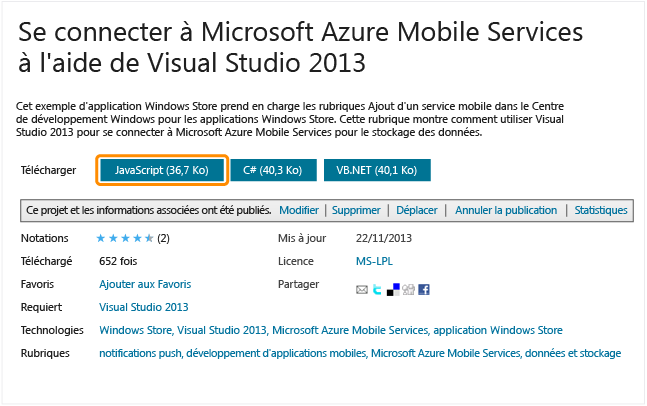 Se connecter à Microsoft Azure Mobile Services
à l'aide de Visual Studio 2013
Cet exemple d'application Windows Store prend en charge les rubriques Ajout d'un service mobile dans le Centre
de développement Windows pour les applications Windows Store. Cette rubrique montre comment utiliser Visual
Studio 2013 pour se connecter à Microsoft Azure Mobile Services pour le stockage des données.
Télécharger JavaScript (36,7 Ko) C# (40,3 Ko) VB.NET (40,1 Ko)
Ce projet et les informations associées ont été publiés. Modifier | Supprimer | Déplacer | Annuler la publication | Statistiques
Notations (2) Mis à jour 22/11/2013
Téléchargé 652 fois Licence MS-LPL
Favoris Ajouter aux Favoris Partager
Requiert Visual Studio 2013
Technologies Windows Store, Visual Studio 2013, Microsoft Azure Mobile Services, application Windows Store
Rubriques notifications push, développement d'applications mobiles, Microsoft Azure Mobile Services, données et stockage